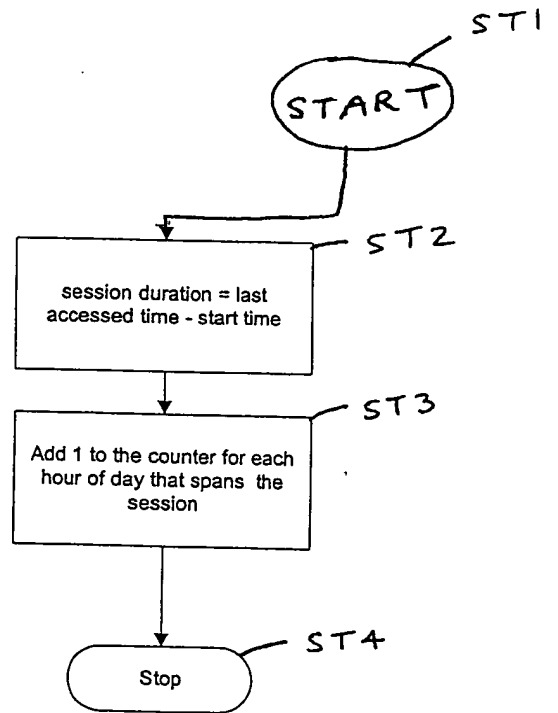 ST1
START
ST2
session duration = last
accessed time - start time
ST3
Add 1 to the counter for each
hour of day that spans the
session
ST4
Stop